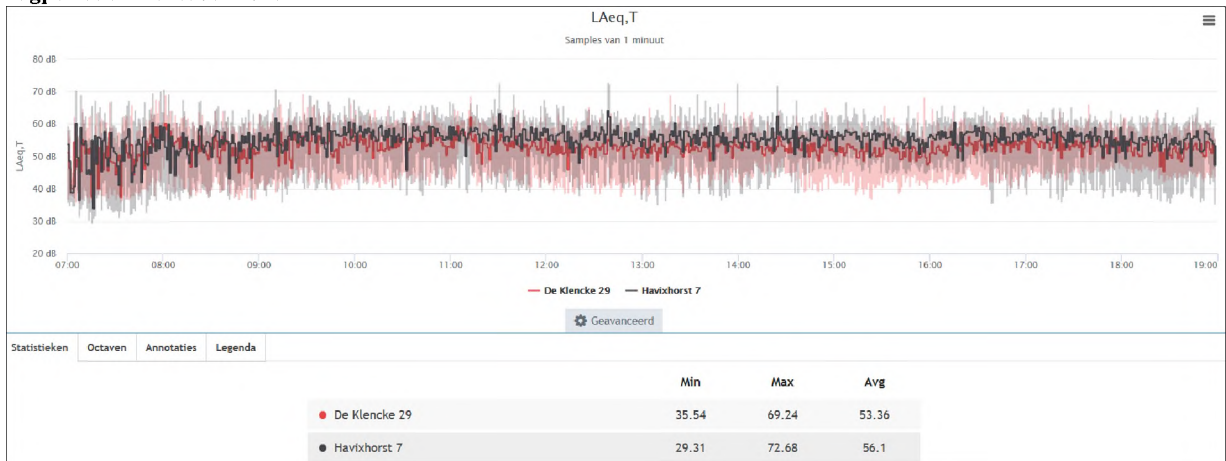 LAeq,T
Samples van 1 minuut
80 dB
70 dB
60 dB
50 dB
40 dB
30 dB
20 dB
LAeq,T
07:00 08:00 09:00 10:00 11:00 12:00 13:00 14:00 15:00 16:00 17:00 18:00 19:00
De Klencke 29 Havixhorst 7
Geavanceerd
Statistieken Octaven Annotaties Legenda
Min Max Avg
De Klencke 29 35.54 69.24 53.36
Havixhorst 7 29.31 72.68 56.1